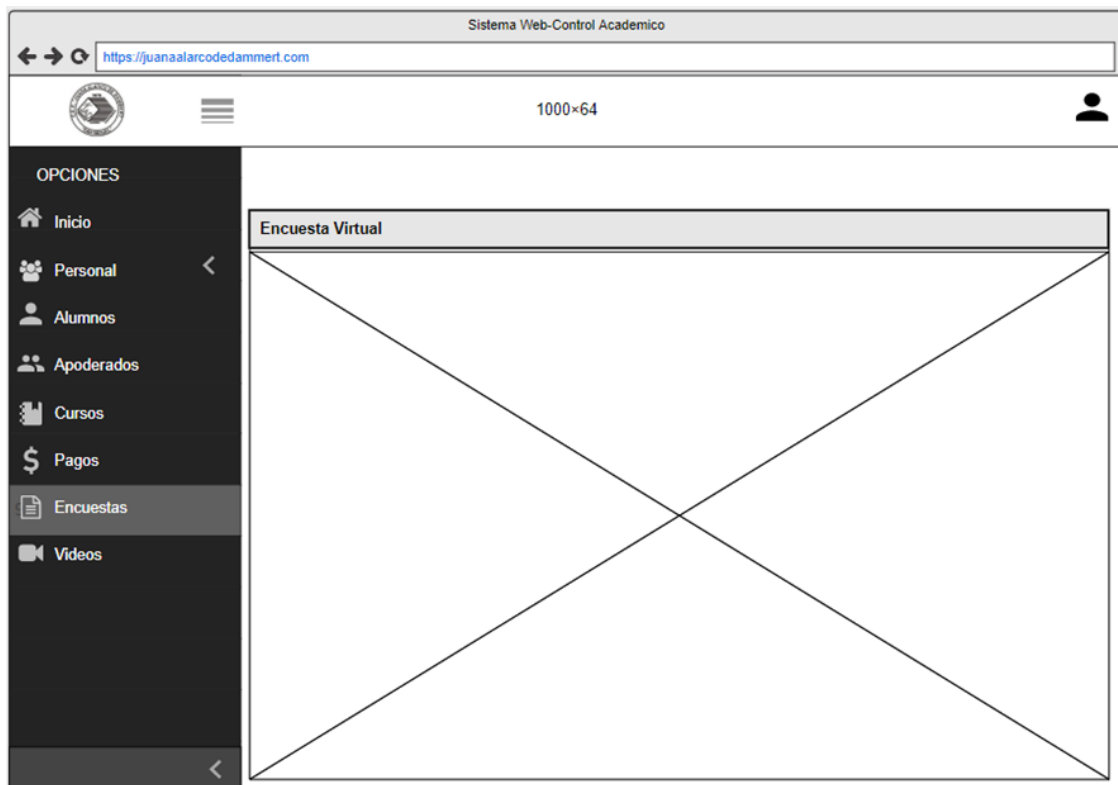 Sistema Web-Control Academico
https://juanaalarcodedammert.com
1000×64
OPCIONES
Inicio
Personal
Alumnos
Apoderados
Cursos
Pagos
Encuestas
Videos
Encuesta Virtual